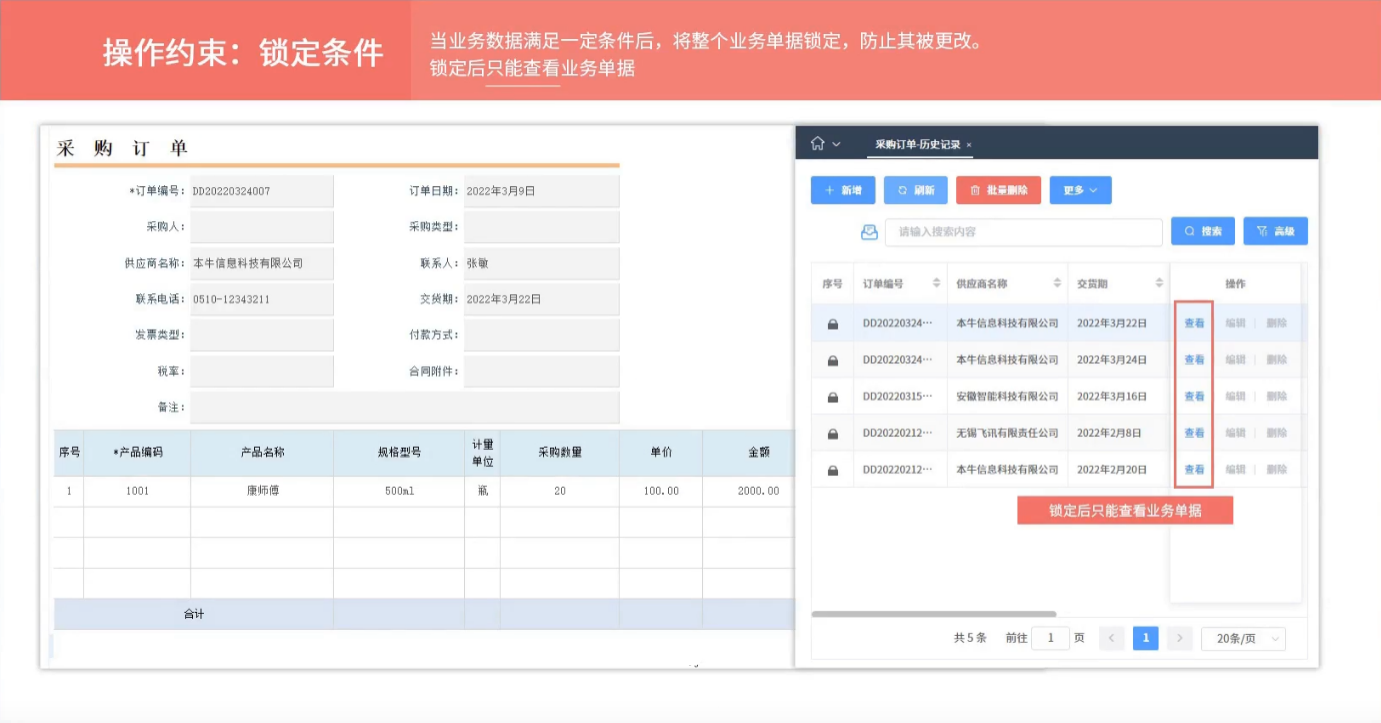 操作约束：锁定条件
当业务数据满足一定条件后，将整个业务单据锁定，防止其被更改。
锁定后只能查看业务单据
采 购 订 单
*订单编号： DD20220324007 订单日期： 2022年3月9日
采购人： 采购类型：
供应商名称： 本牛信息科技有限公司 联系人： 张敏
联系电话： 0510-12343211 交货期： 2022年3月22日
发票类型： 付款方式：
税率： 合同附件：
备注：
序号 *产品编码 产品名称 规格型号 计量单位 采购数量 单价 金额
1 1001 康师傅 500ml 瓶 20 100.00 2000.00
合计
采购订单-历史记录 ×
+ 新增 刷新 批量删除 更多
请输入搜索内容 搜索 高级
序号 订单编号 供应商名称 交货期 操作
DD20220324··· 本牛信息科技有限公司 2022年3月22日 查看 编辑 | 删除
DD20220324··· 本牛信息科技有限公司 2022年3月24日 查看 编辑 | 删除
DD20220315··· 安徽智能科技有限公司 2022年3月16日 查看 编辑 | 删除
DD20220212··· 无锡飞讯有限责任公司 2022年2月8日 查看 编辑 | 删除
DD20220212··· 本牛信息科技有限公司 2022年2月20日 查看 编辑 | 删除
锁定后只能查看业务单据
共 5 条 前往 1 页 < 1 > 20条/页